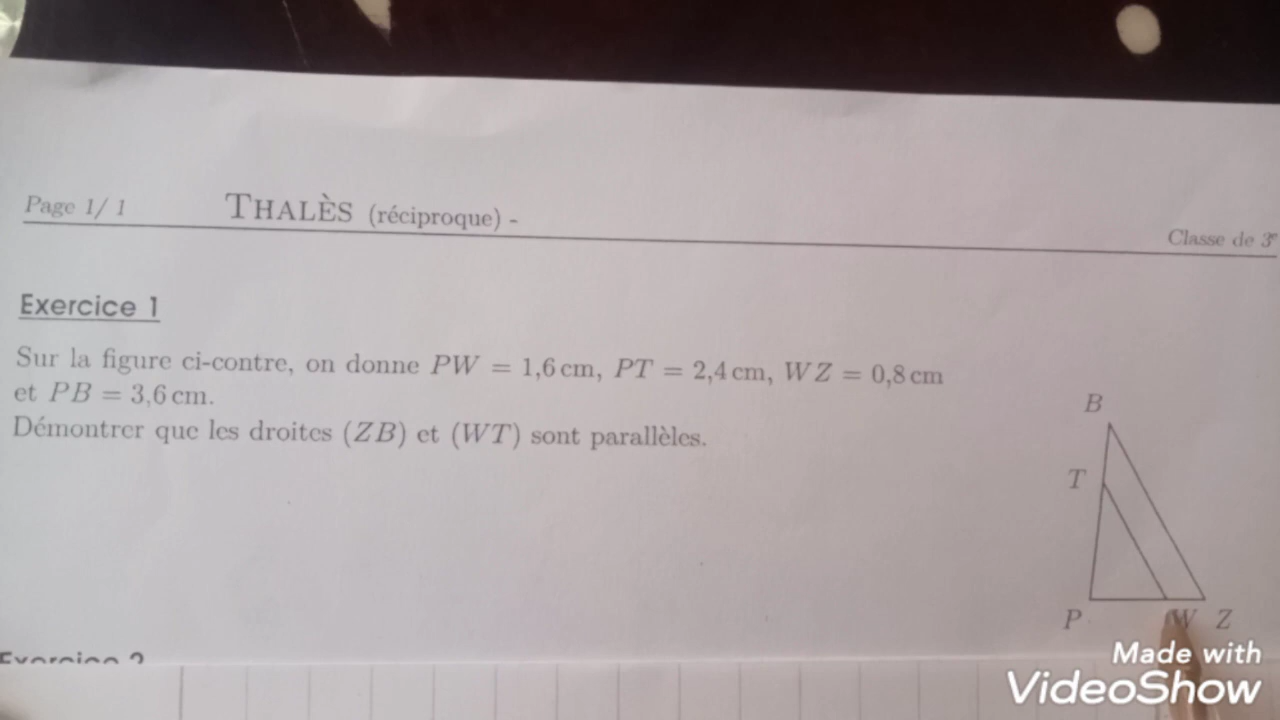 Page 1/ 1 THALÈS (réciproque) -
Classe de 3e
Exercice 1
Sur la figure ci-contre, on donne PW = 1,6 cm, PT = 2,4 cm, WZ = 0,8 cm
et PB = 3,6 cm.
Démontrer que les droites (ZB) et (WT) sont parallèles.
B
T
P W Z
Exercice 2
Made with
VideoShow